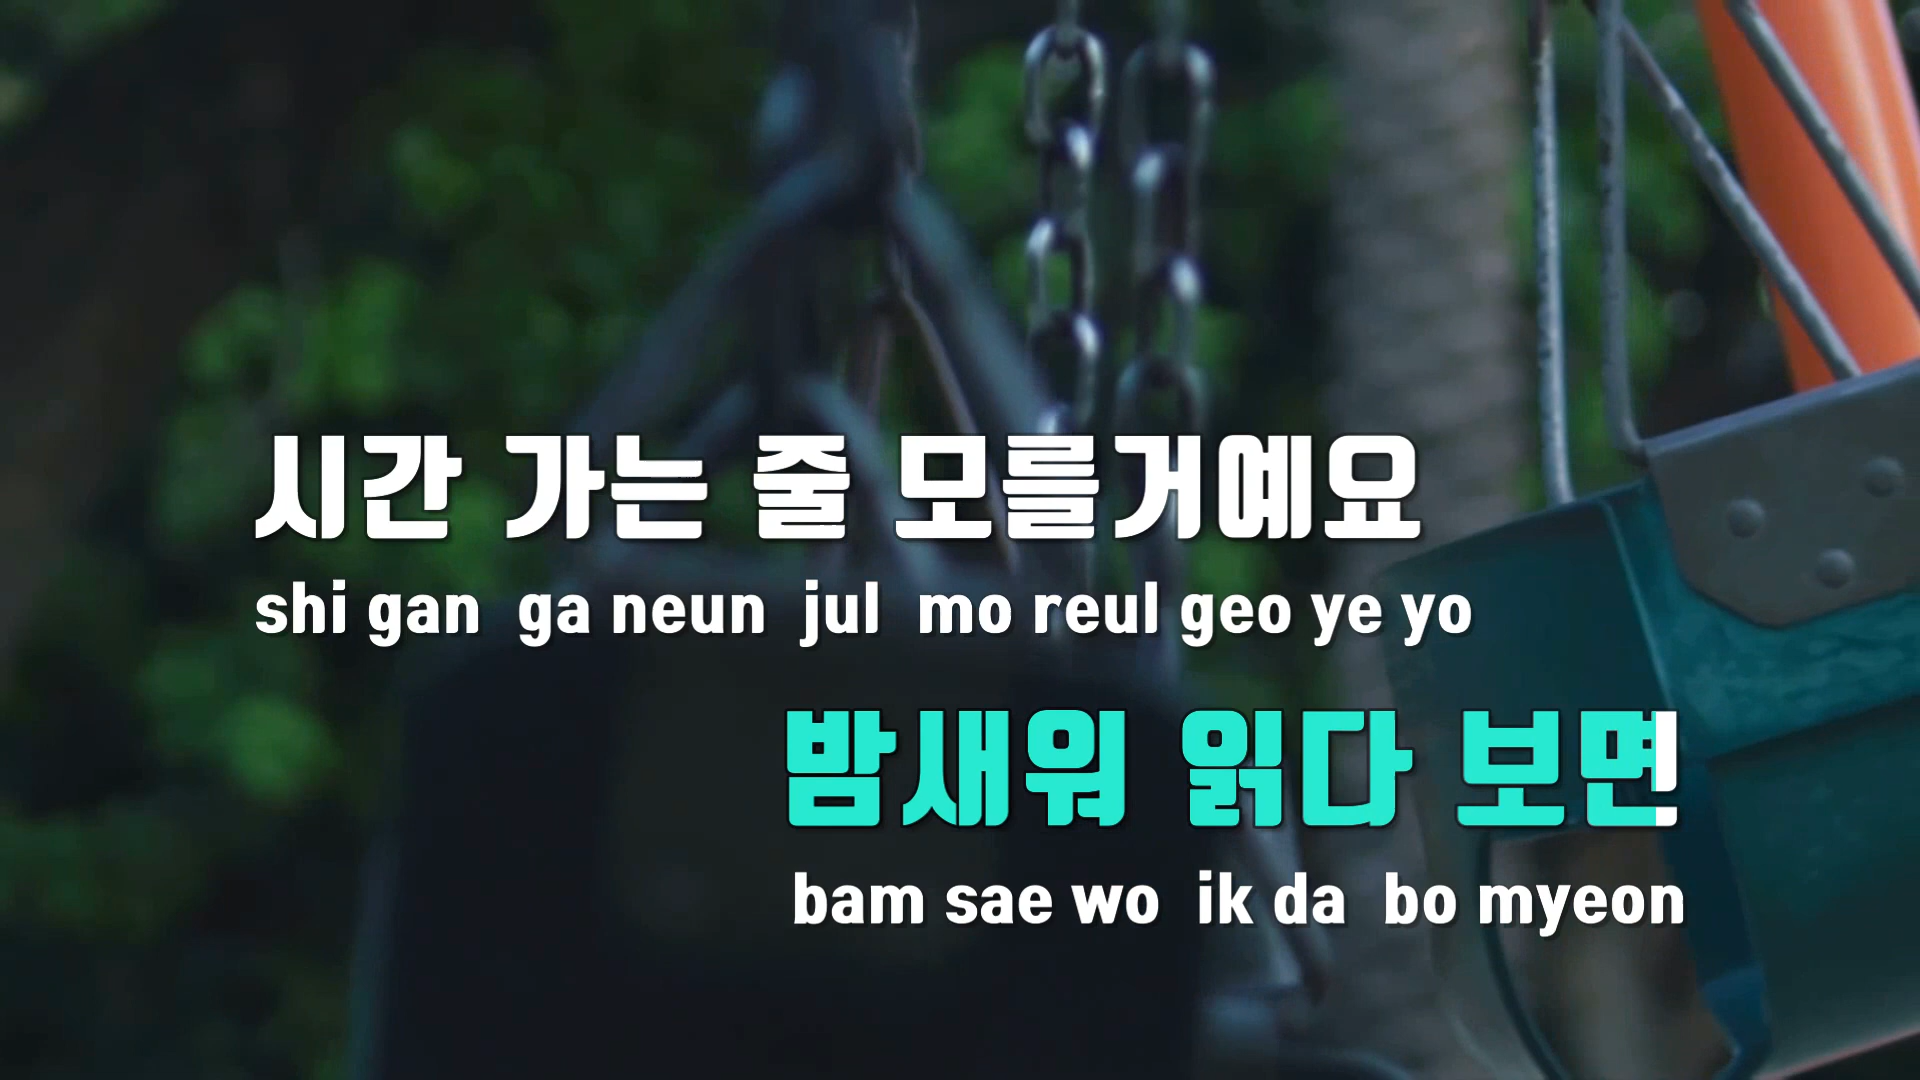 시간 가는 줄 모를거예요
shi gan ga neun jul mo reul geo ye yo
밤새워 읽다 보면
bam sae wo ik da bo myeon